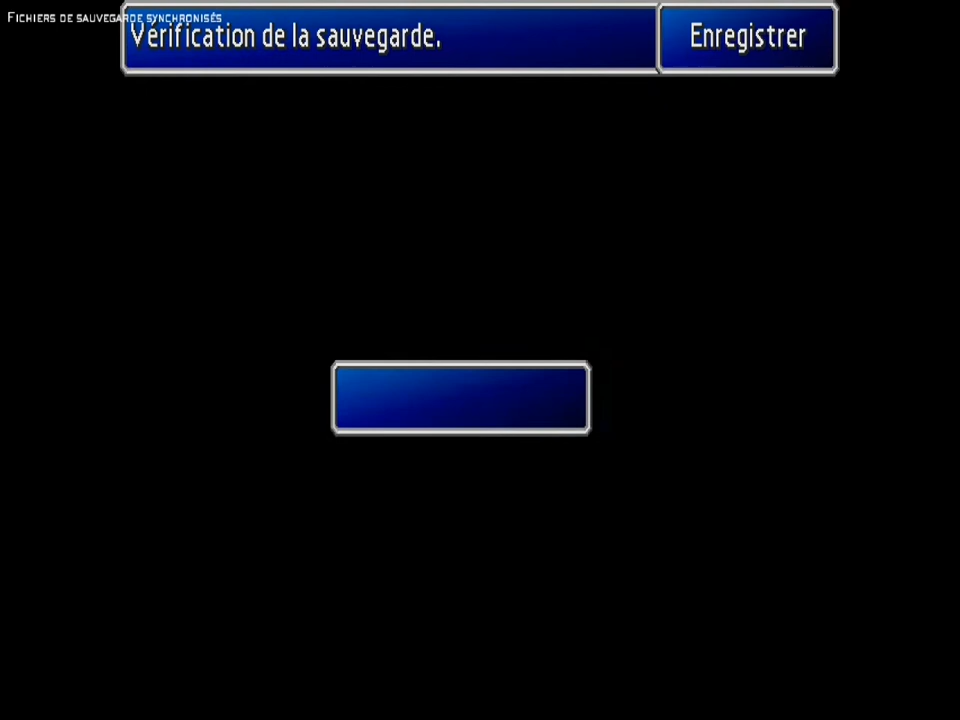 FICHIERS DE SAUVEGARDE SYNCHRONISÉS
Vérification de la sauvegarde.
Enregistrer